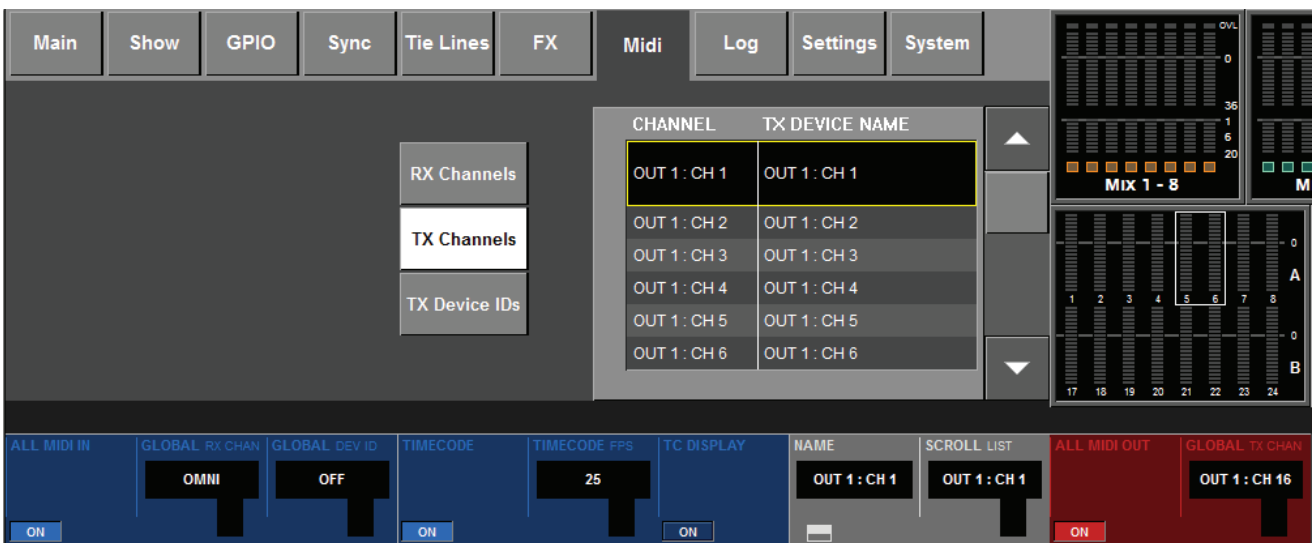 Main Show GPIO Sync Tie Lines FX Midi Log Settings System
OVL
0
36
1
6
20
Mix 1 - 8
M
CHANNEL TX DEVICE NAME
OUT 1 : CH 1 OUT 1 : CH 1
OUT 1 : CH 2 OUT 1 : CH 2
OUT 1 : CH 3 OUT 1 : CH 3
OUT 1 : CH 4 OUT 1 : CH 4
OUT 1 : CH 5 OUT 1 : CH 5
OUT 1 : CH 6 OUT 1 : CH 6
RX Channels
TX Channels
TX Device IDs
0
A
1 2 3 4 5 6 7 8
0
B
17 18 19 20 21 22 23 24
ALL MIDI IN GLOBAL RX CHAN GLOBAL DEV ID TIMECODE TIMECODE FPS TC DISPLAY NAME SCROLL LIST ALL MIDI OUT GLOBAL TX CHAN
OMNI OFF 25 OUT 1 : CH 1 OUT 1 : CH 1 OUT 1 : CH 16
ON ON ON ON